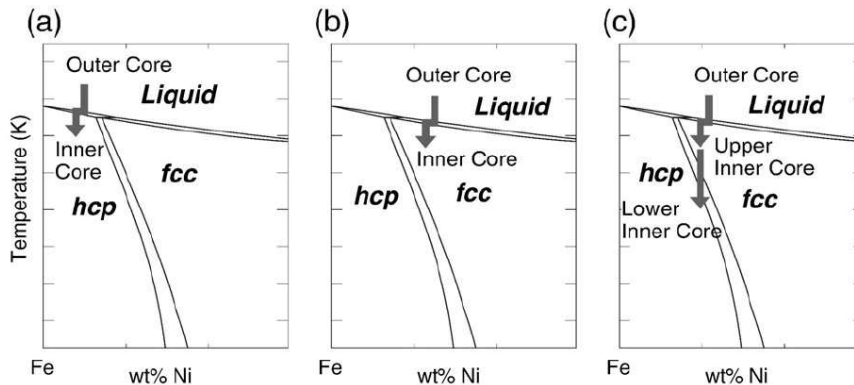 (a)
Outer Core
Liquid
Inner
Core
fcc
hcp
Temperature (K)
Fe
wt% Ni
(b)
Outer Core
Liquid
Inner Core
hcp
fcc
Fe
wt% Ni
(c)
Outer Core
Liquid
Upper
Inner Core
hcp
fcc
Lower
Inner Core
Fe
wt% Ni